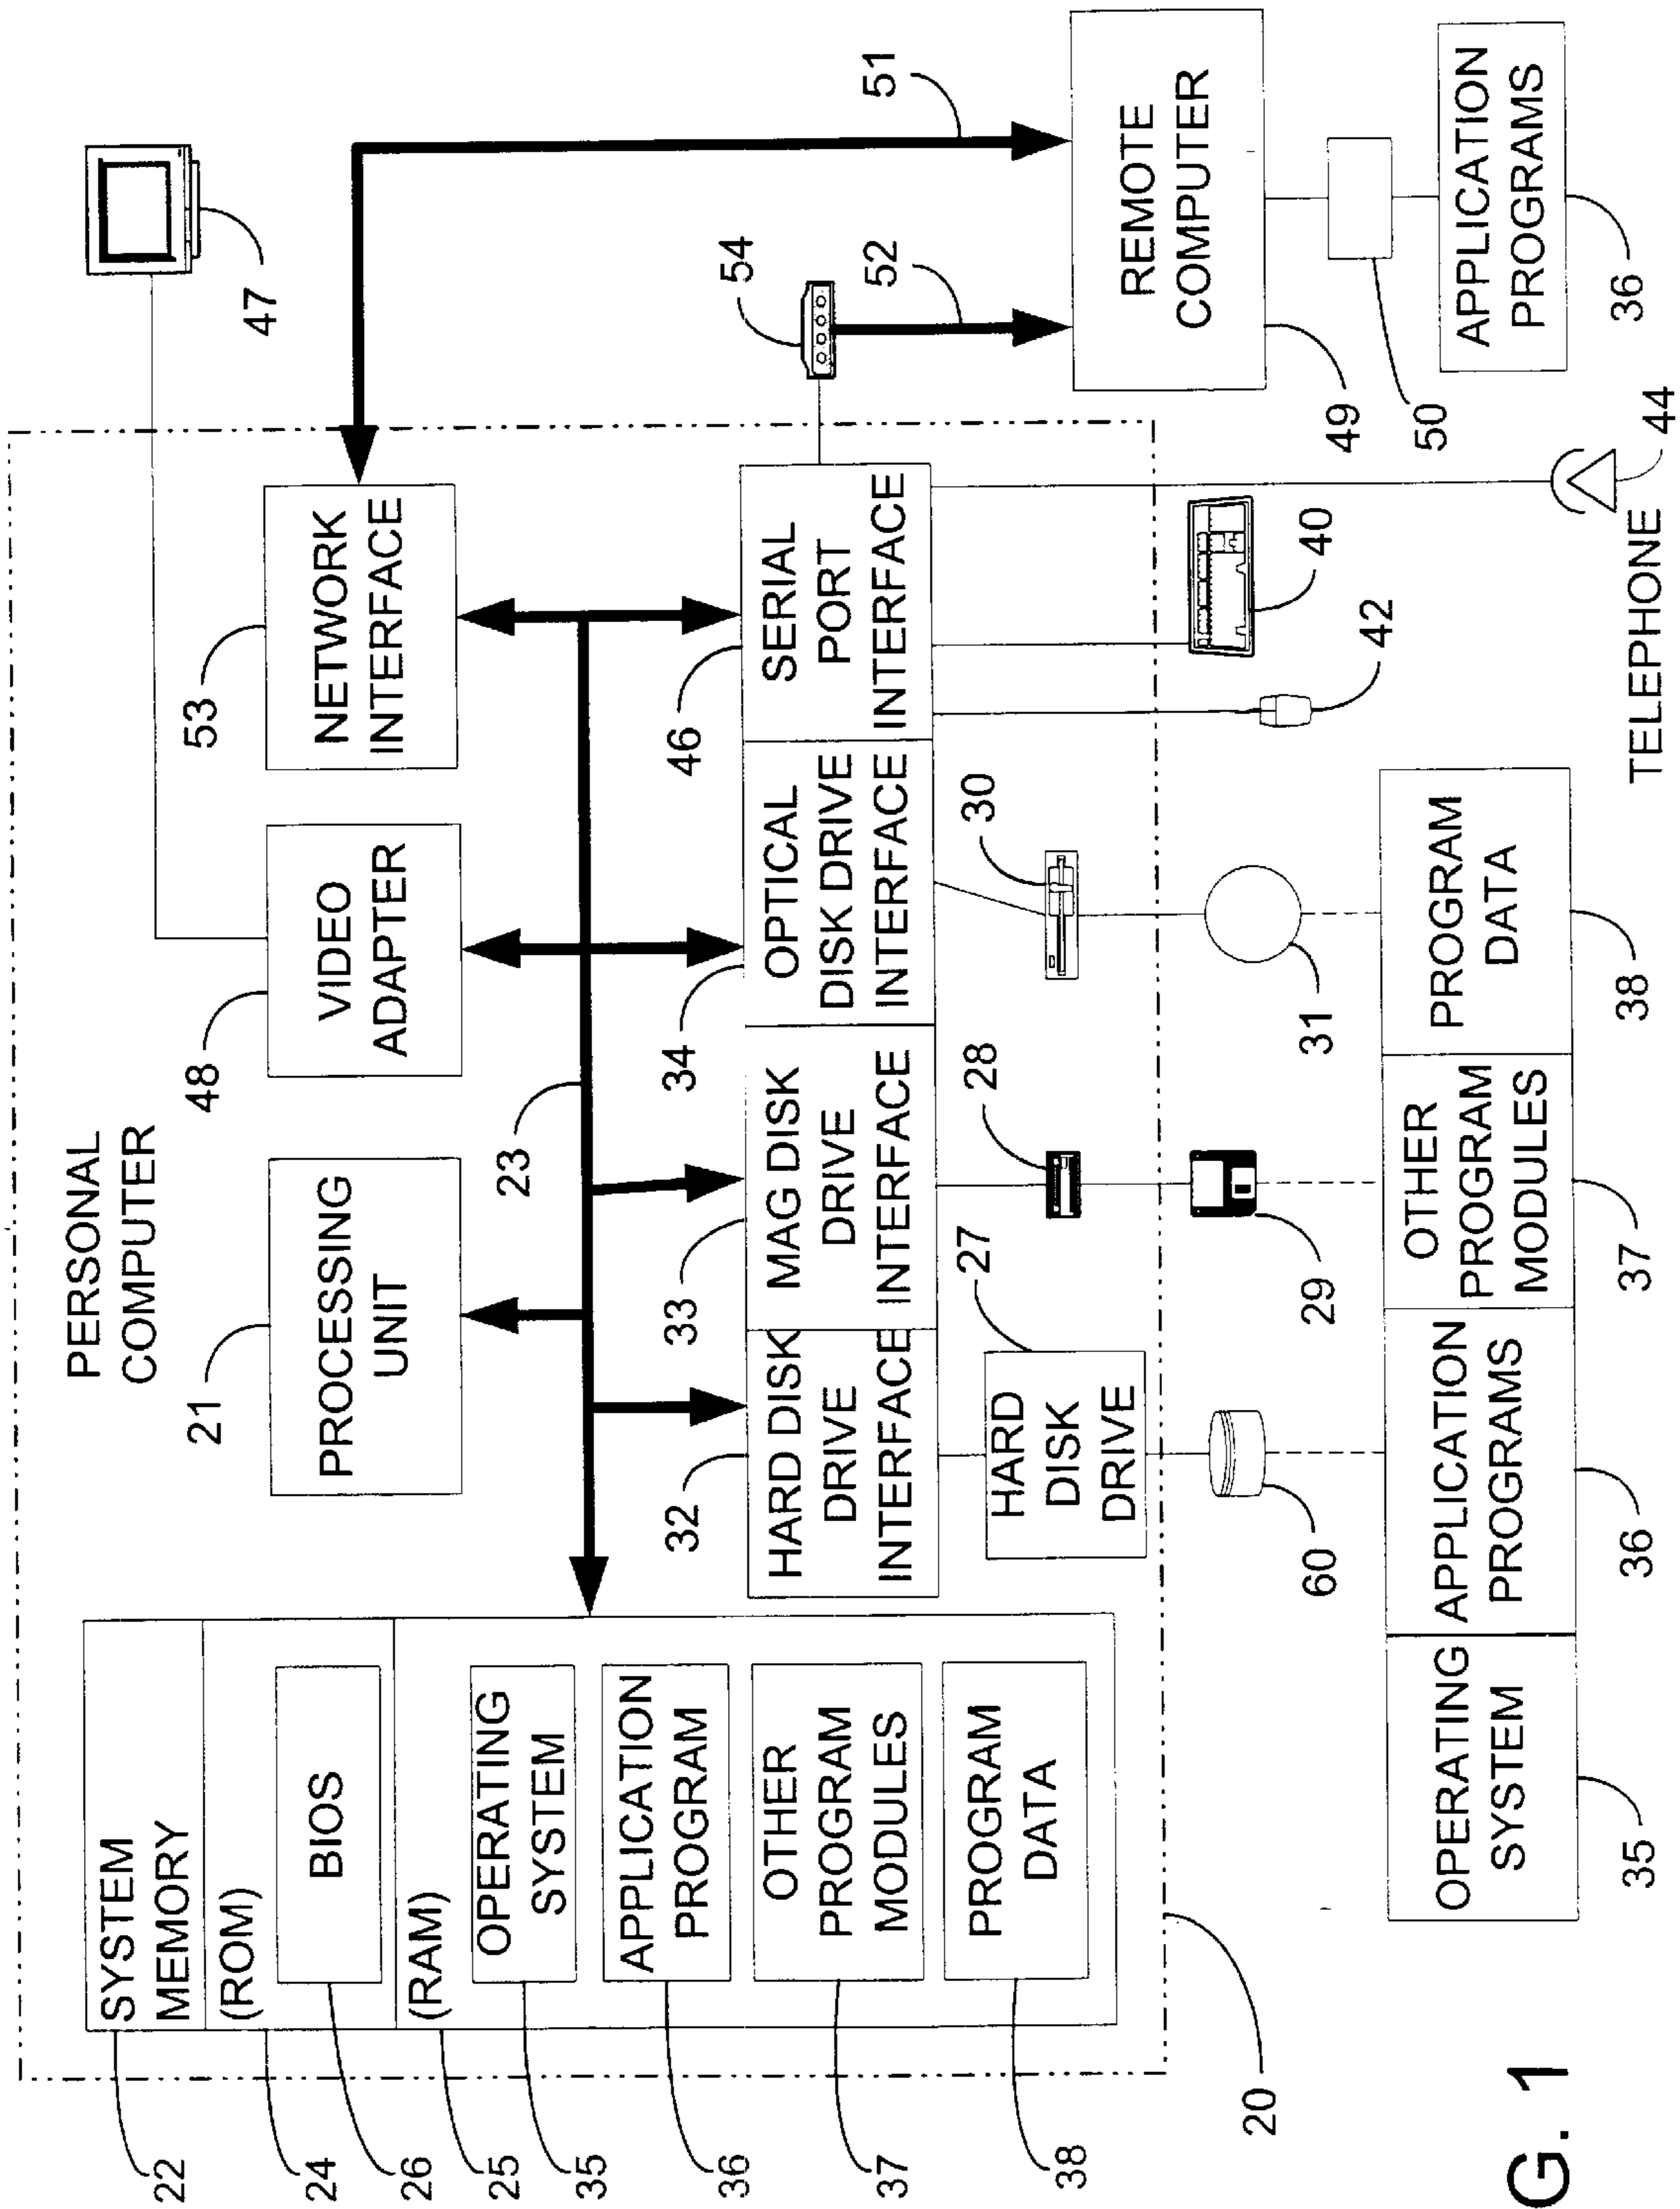 PERSONAL
COMPUTER
47
SYSTEM
MEMORY
22
(ROM)
24
BIOS
26
(RAM)
25
OPERATING
SYSTEM
35
APPLICATION
PROGRAM
36
OTHER
PROGRAM
MODULES
37
PROGRAM
DATA
38
21
PROCESSING
UNIT
48
VIDEO
ADAPTER
53
NETWORK
INTERFACE
23
32
HARD DISK
DRIVE
INTERFACE
33
MAG DISK
DRIVE
INTERFACE
34
OPTICAL
DISK DRIVE
INTERFACE
46
SERIAL
PORT
INTERFACE
54
52
51
27
HARD
DISK
DRIVE
28
30
20
60
29
31
42
40
REMOTE
COMPUTER
49
50
OPERATING
SYSTEM
35
APPLICATION
PROGRAMS
36
OTHER
PROGRAM
MODULES
37
PROGRAM
DATA
38
TELEPHONE
44
APPLICATION
PROGRAMS
36
G. 1